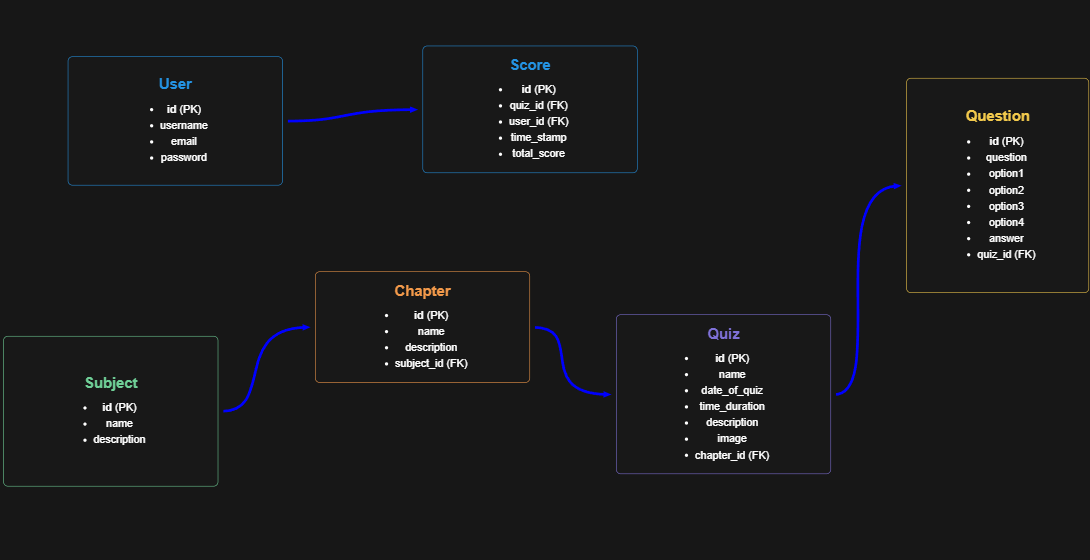 User
id (PK)
username
email
password
Score
id (PK)
quiz_id (FK)
user_id (FK)
time_stamp
total_score
Question
id (PK)
question
option1
option2
option3
option4
answer
quiz_id (FK)
Chapter
id (PK)
name
description
subject_id (FK)
Quiz
id (PK)
name
date_of_quiz
time_duration
description
image
chapter_id (FK)
Subject
id (PK)
name
description